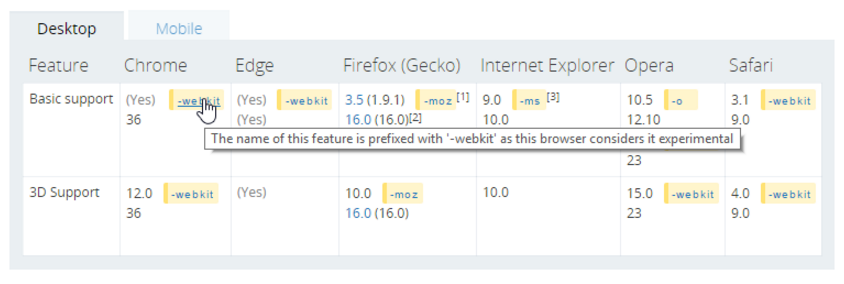 Desktop Mobile
Feature Chrome Edge Firefox (Gecko) Internet Explorer Opera Safari
Basic support (Yes) -webkit (Yes) -webkit 3.5 (1.9.1) -moz [1] 9.0 -ms [3] 10.5 -o 3.1 -webkit
36 (Yes) 16.0 (16.0)[2] 10.0 12.10 9.0
The name of this feature is prefixed with '-webkit' as this browser considers it experimental
23
3D Support 12.0 -webkit (Yes) 10.0 -moz 10.0 15.0 -webkit 4.0 -webkit
36 16.0 (16.0) 23 9.0